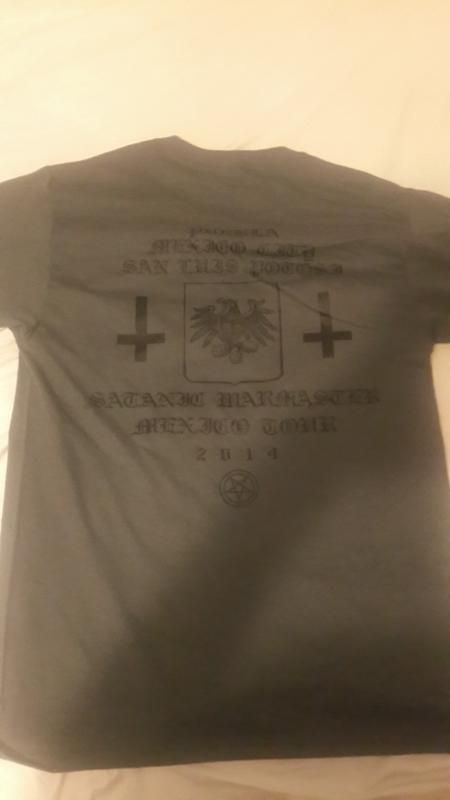 PUEBLA
MEXICO CITY
SAN LUIS POTOSI
SATANIC WARMASTER
MEXICO TOUR
2014